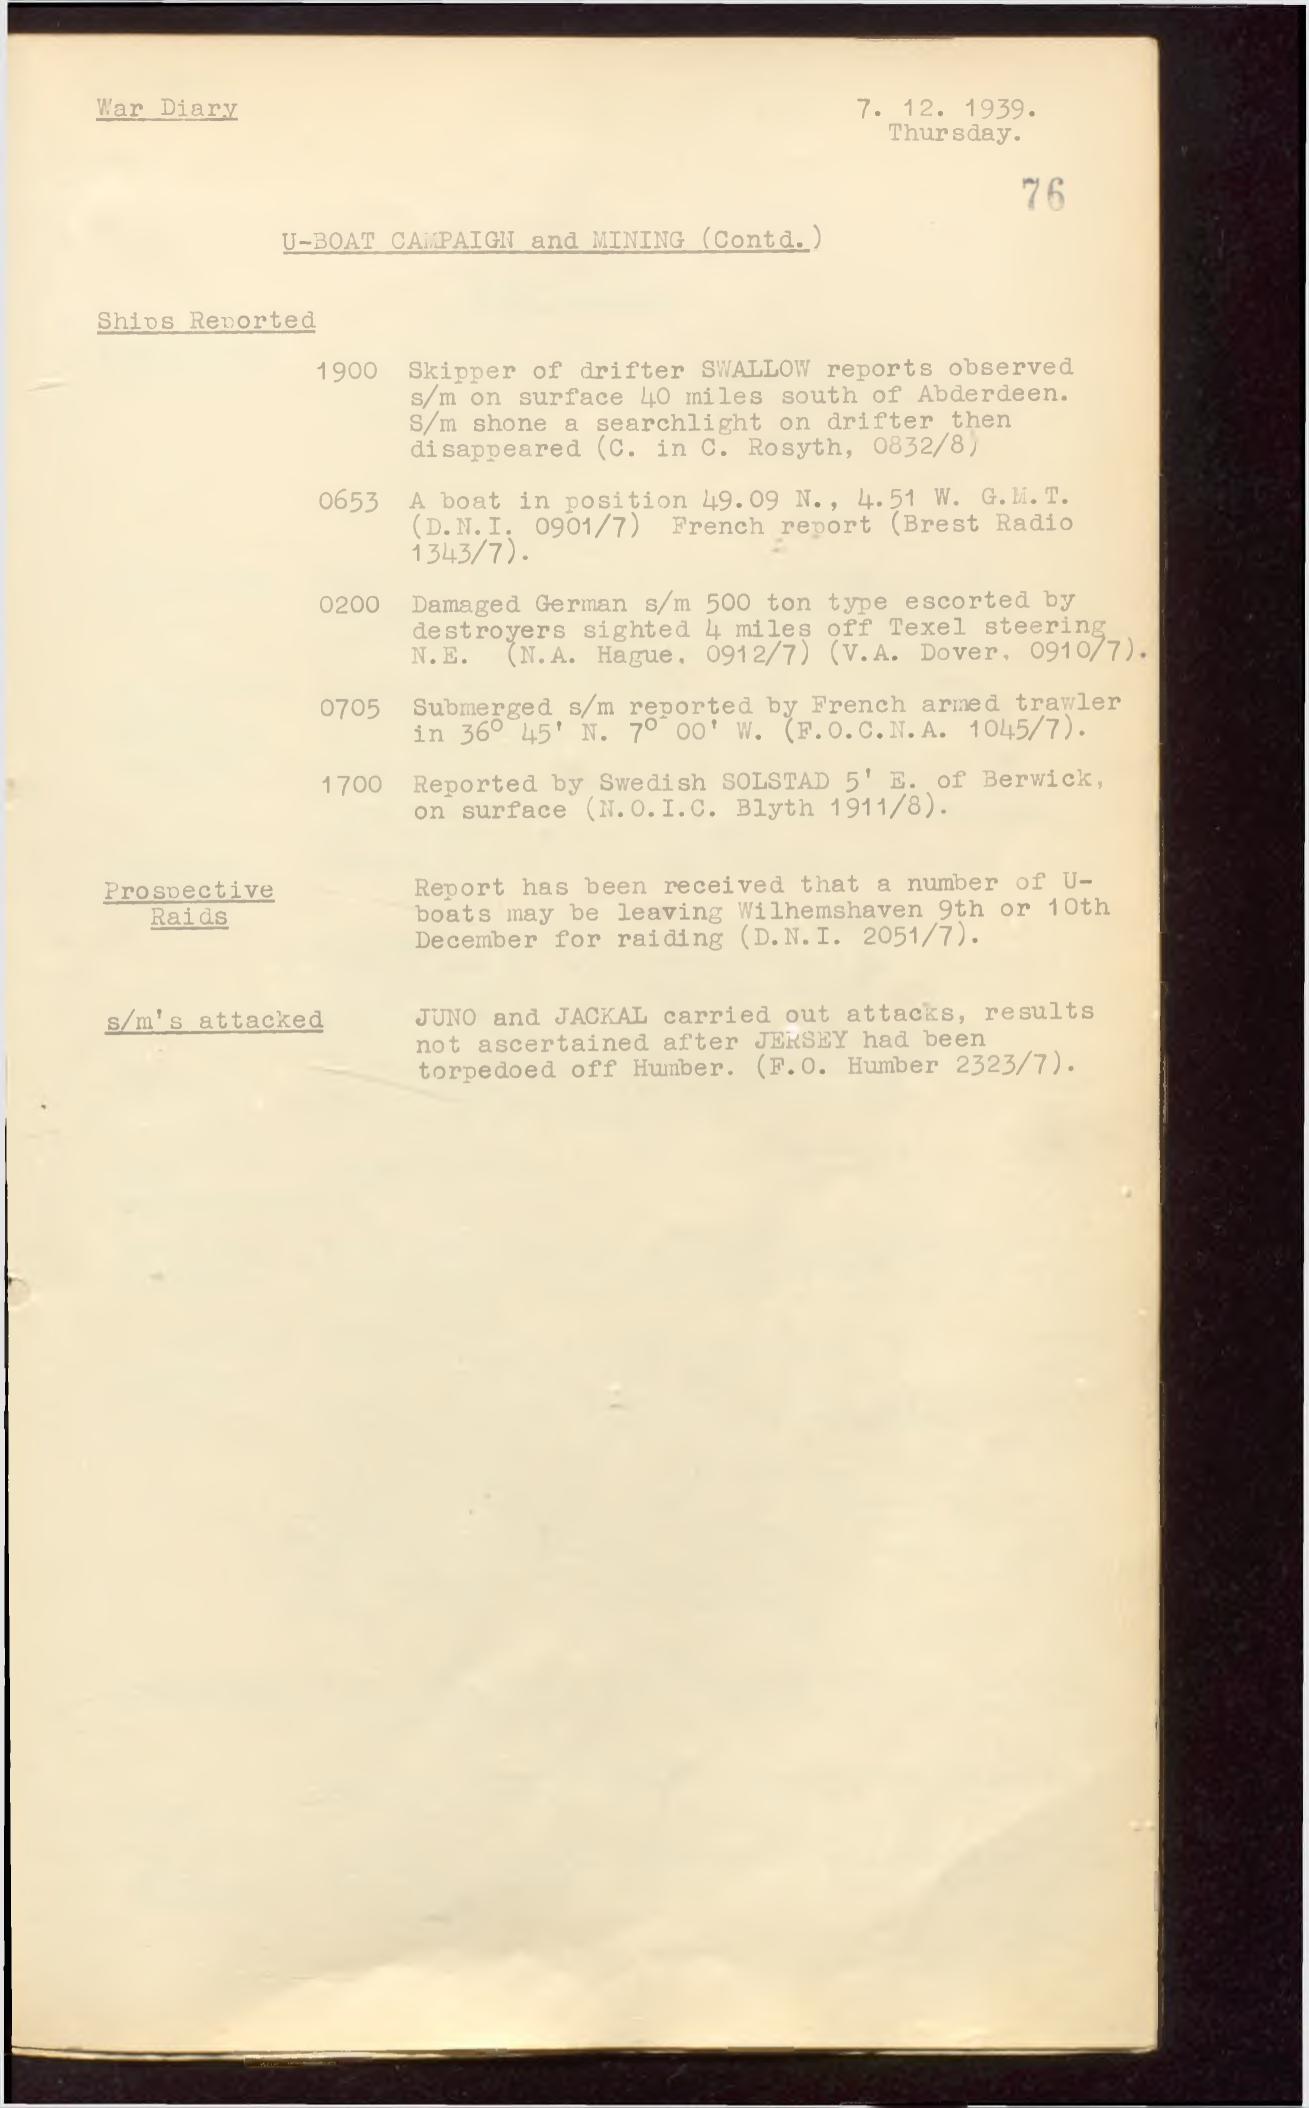 War Diary
7. 12. 1939.
Thursday.
76
U-BOAT CAMPAIGN and MINING (Contd.)
Ships Reported
1900 Skipper of drifter SWALLOW reports observed
s/m on surface 40 miles south of Abderdeen.
S/m shone a searchlight on drifter then
disappeared (C. in C. Rosyth, 0832/8)
0653 A boat in position 49.09 N., 4.51 W. G.M.T.
(D.N.I. 0901/7) French report (Brest Radio
1343/7).
0200 Damaged German s/m 500 ton type escorted by
destroyers sighted 4 miles off Texel steering
N.E. (N.A. Hague, 0912/7) (V.A. Dover, 0910/7).
0705 Submerged s/m reported by French armed trawler
in 36° 45' N. 7° 00' W. (F.O.C.N.A. 1045/7).
1700 Reported by Swedish SOLSTAD 5' E. of Berwick,
on surface (N.O.I.C. Blyth 1911/8).
Prospective
Raids
Report has been received that a number of U-
boats may be leaving Wilhemshaven 9th or 10th
December for raiding (D.N.I. 2051/7).
s/m's attacked
JUNO and JACKAL carried out attacks, results
not ascertained after JERSEY had been
torpedoed off Humber. (F.O. Humber 2323/7).